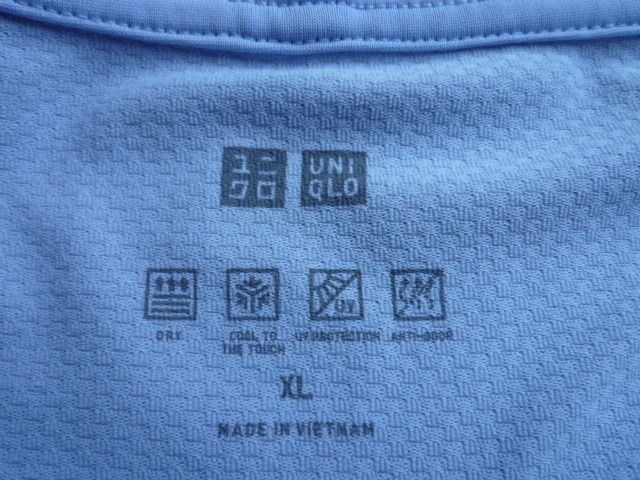 ユニ UNI
クロ QLO
UV
DRY COOL TO THE TOUCH UV PROTECTION ANTI-ODOR
XL
MADE IN VIETNAM